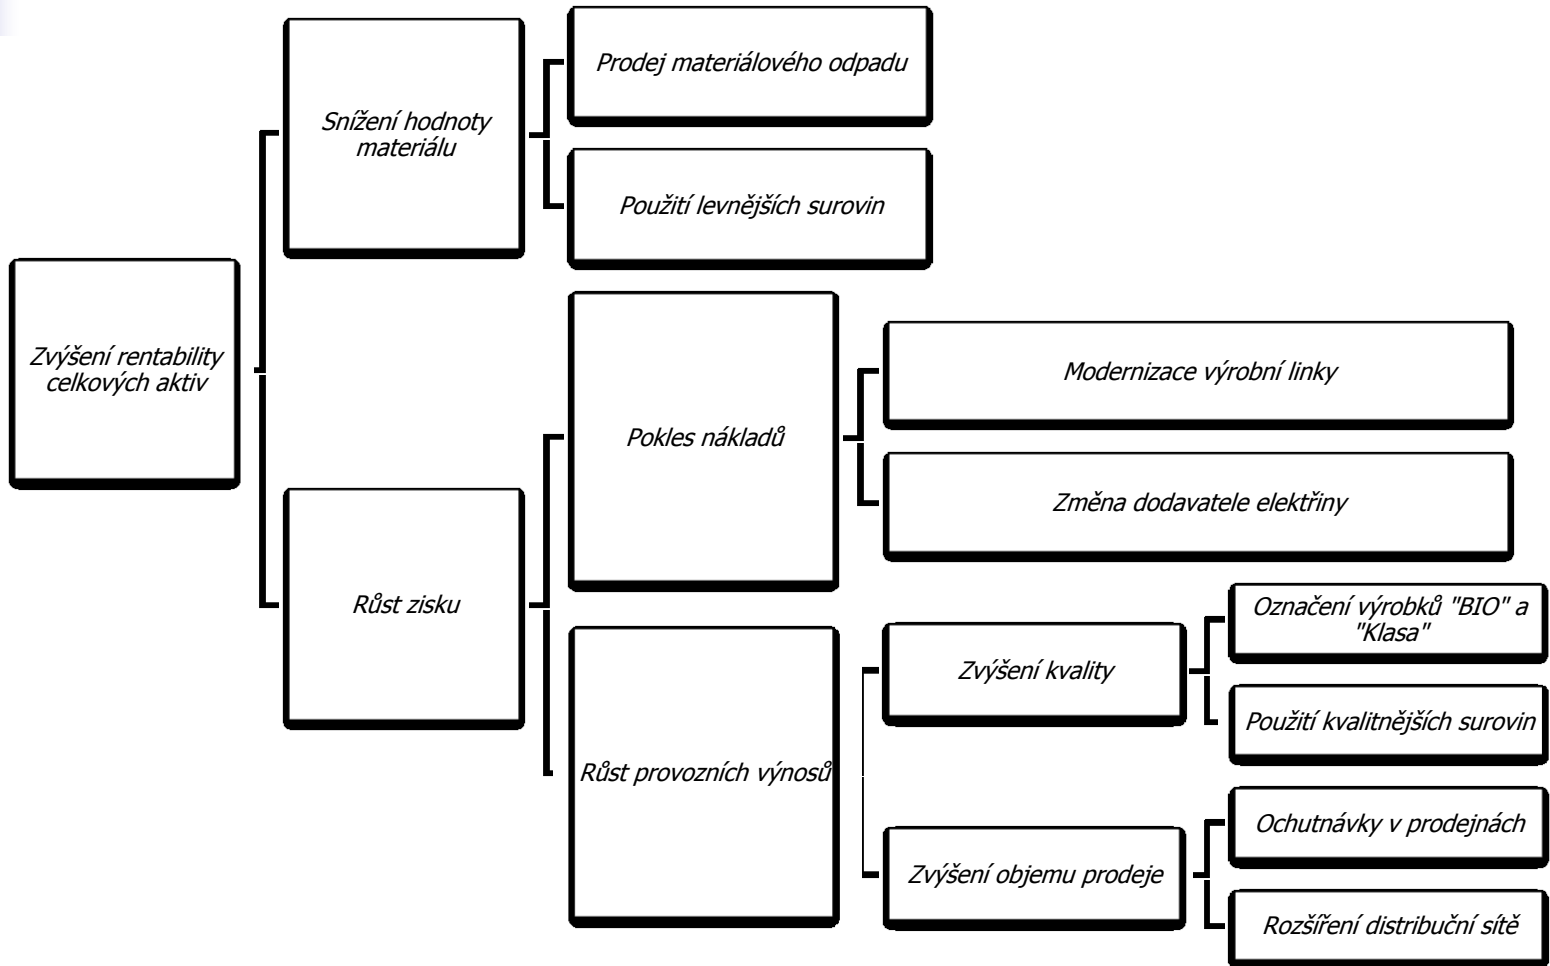 Prodej materiálového odpadu
Snížení hodnoty
materiálu
Použití levnějších surovin
Zvýšení rentability
celkových aktiv
Modernizace výrobní linky
Pokles nákladů
Změna dodavatele elektřiny
Růst zisku
Označení výrobků "BIO" a
"Klasa"
Zvýšení kvality
Použití kvalitnějších surovin
Růst provozních výnosů
Ochutnávky v prodejnách
Zvýšení objemu prodeje
Rozšíření distribuční sítě